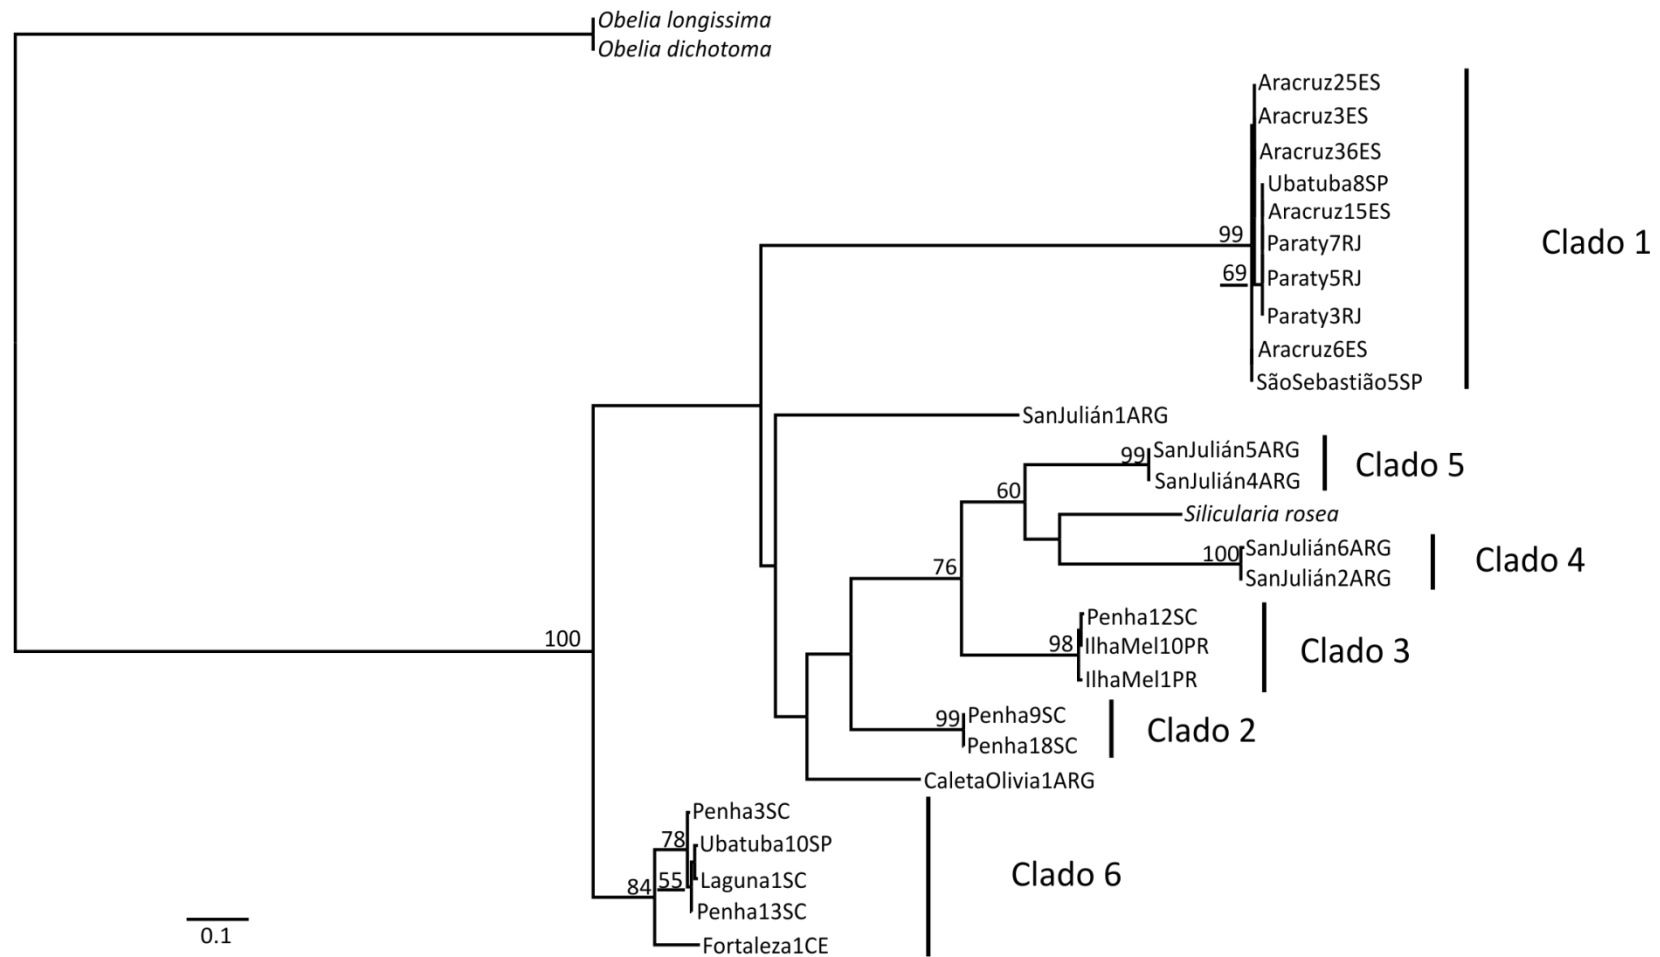 Obelia longissima
Obelia dichotoma
Aracruz25ES
Aracruz3ES
Aracruz36ES
Ubatuba8SP
Aracruz15ES
99
Paraty7RJ
Clado 1
69
Paraty5RJ
Paraty3RJ
Aracruz6ES
SãoSebastião5SP
SanJulián1ARG
99
SanJulián5ARG
Clado 5
SanJulián4ARG
60
Silicularia rosea
100
SanJulián6ARG
Clado 4
SanJulián2ARG
76
Penha12SC
98
IlhaMel10PR
Clado 3
IlhaMel1PR
100
99
Penha9SC
Clado 2
Penha18SC
CaletaOlivia1ARG
Penha3SC
78
Ubatuba10SP
84
55
Laguna1SC
Clado 6
Penha13SC
Fortaleza1CE
0.1